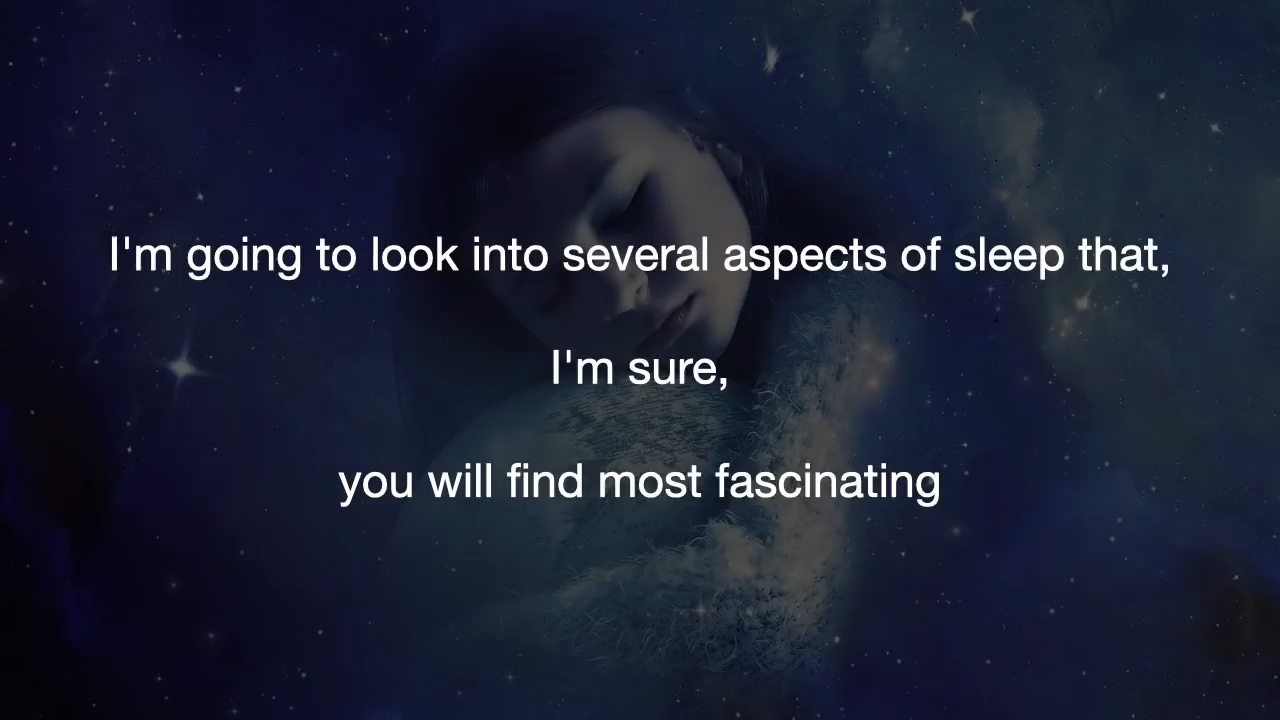 I'm going to look into several aspects of sleep that,
I'm sure,
you will find most fascinating